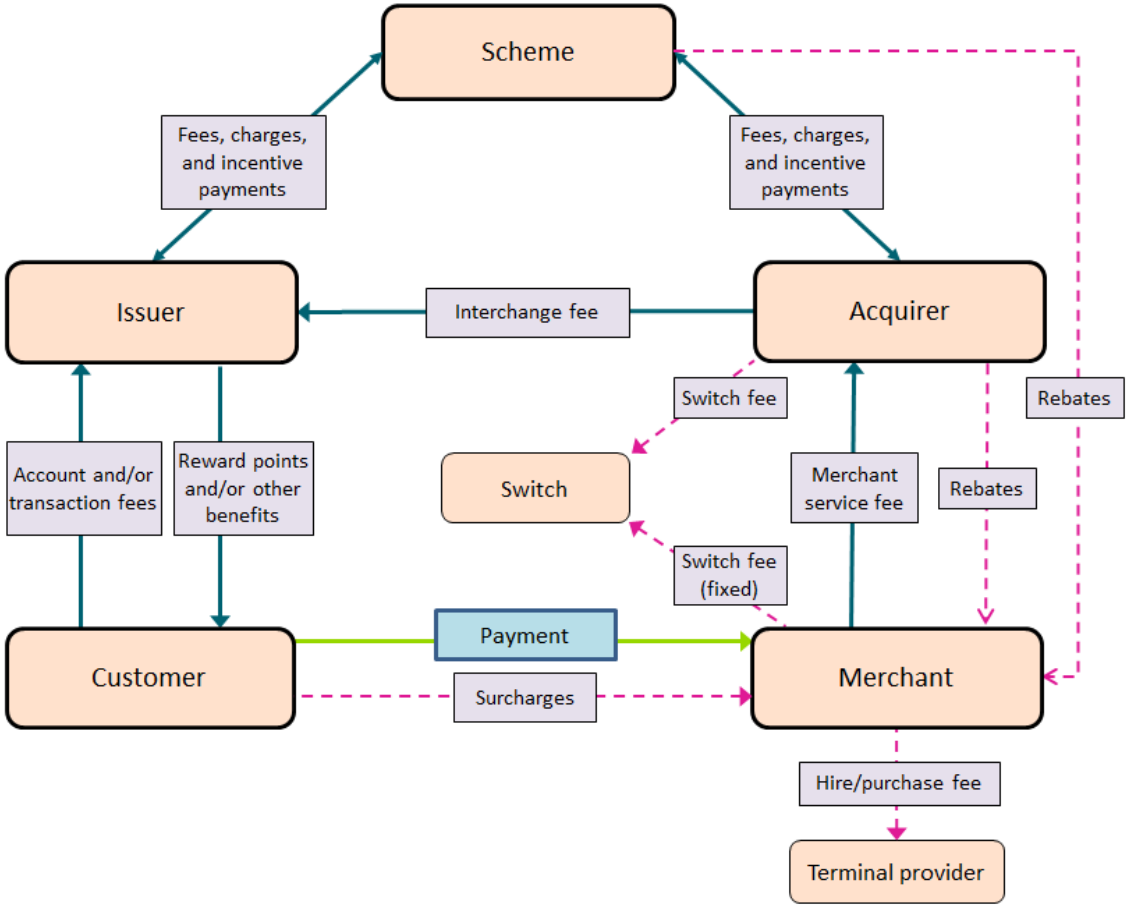 Scheme
Fees, charges,
and incentive
payments
Fees, charges,
and incentive
payments
Issuer
Interchange fee
Acquirer
Switch fee
Rebates
Account and/or
transaction fees
Reward points
and/or other
benefits
Switch
Merchant
service fee
Rebates
Switch fee
(fixed)
Payment
Customer
Surcharges
Merchant
Hire/purchase fee
Terminal provider